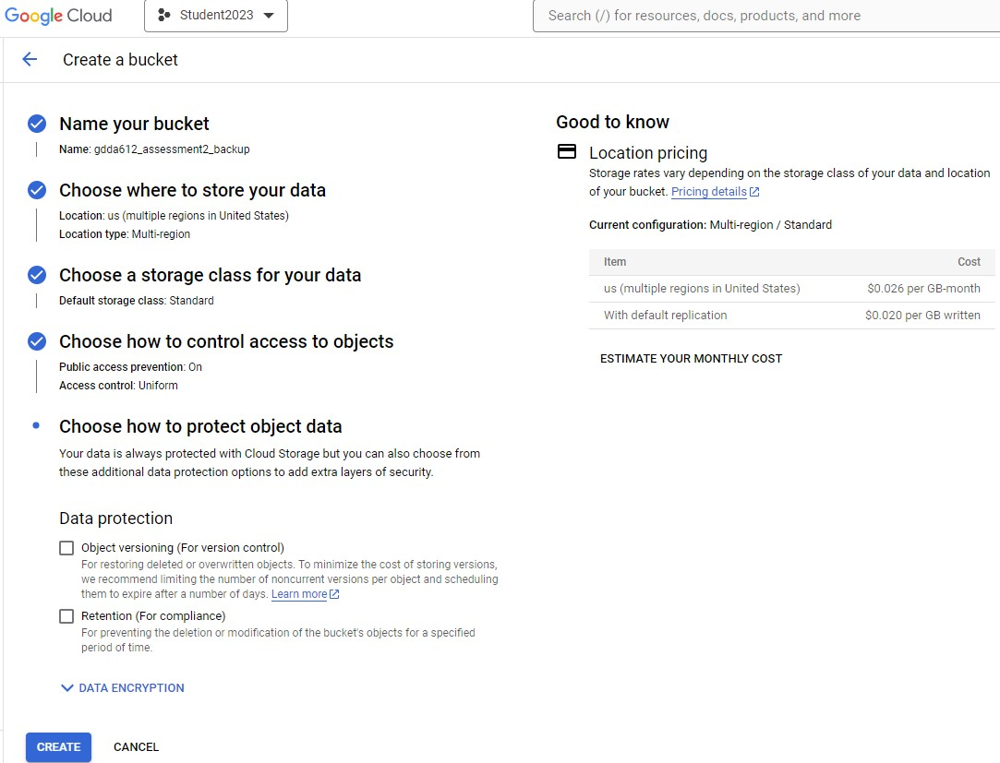 Google Cloud
Student2023
Search (/) for resources, docs, products, and more
Create a bucket
Name your bucket
Name: gdda612_assessment2_backup
Choose where to store your data
Location: us (multiple regions in United States)
Location type: Multi-region
Choose a storage class for your data
Default storage class: Standard
Choose how to control access to objects
Public access prevention: On
Access control: Uniform
Choose how to protect object data
Your data is always protected with Cloud Storage but you can also choose from
these additional data protection options to add extra layers of security.
Data protection
Object versioning (For version control)
For restoring deleted or overwritten objects. To minimize the cost of storing versions,
we recommend limiting the number of noncurrent versions per object and scheduling
them to expire after a number of days. Learn more
Retention (For compliance)
For preventing the deletion or modification of the bucket's objects for a specified
period of time.
DATA ENCRYPTION
CREATE
CANCEL
Good to know
Location pricing
Storage rates vary depending on the storage class of your data and location
of your bucket. Pricing details
Current configuration: Multi-region / Standard
Item Cost
us (multiple regions in United States) $0.026 per GB-month
With default replication $0.020 per GB written
ESTIMATE YOUR MONTHLY COST